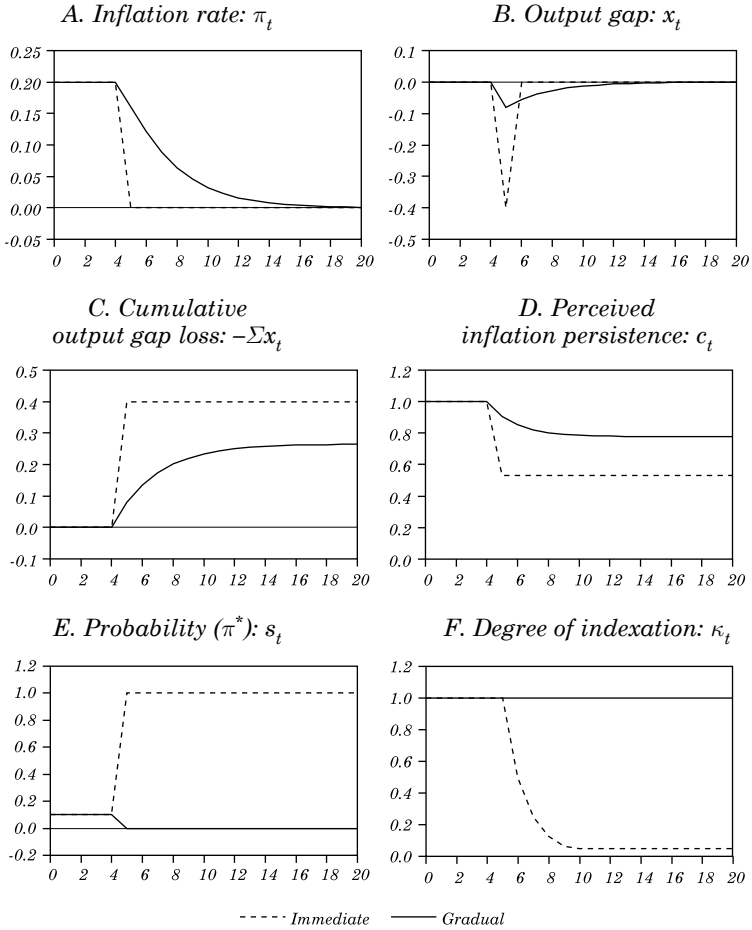 A. Inflation rate: πt
B. Output gap: xt
0.25
0.20
0.15
0.10
0.05
0.00
-0.05
0 2 4 6 8 10 12 14 16 18 20
0.1
0.0
-0.1
-0.2
-0.3
-0.4
-0.5
0 2 4 6 8 10 12 14 16 18 20
C. Cumulative
output gap loss: –Σxt
D. Perceived
inflation persistence: ct
0.5
0.4
0.3
0.2
0.1
0.0
-0.1
0 2 4 6 8 10 12 14 16 18 20
1.2
1.0
0.8
0.6
0.4
0.2
0.0
0 2 4 6 8 10 12 14 16 18 20
E. Probability (π*): st
F. Degree of indexation: κt
1.2
1.0
0.8
0.6
0.4
0.2
0.0
-0.2
0 2 4 6 8 10 12 14 16 18 20
1.2
1.0
0.8
0.6
0.4
0.2
0.0
0 2 4 6 8 10 12 14 16 18 20
Immediate Gradual